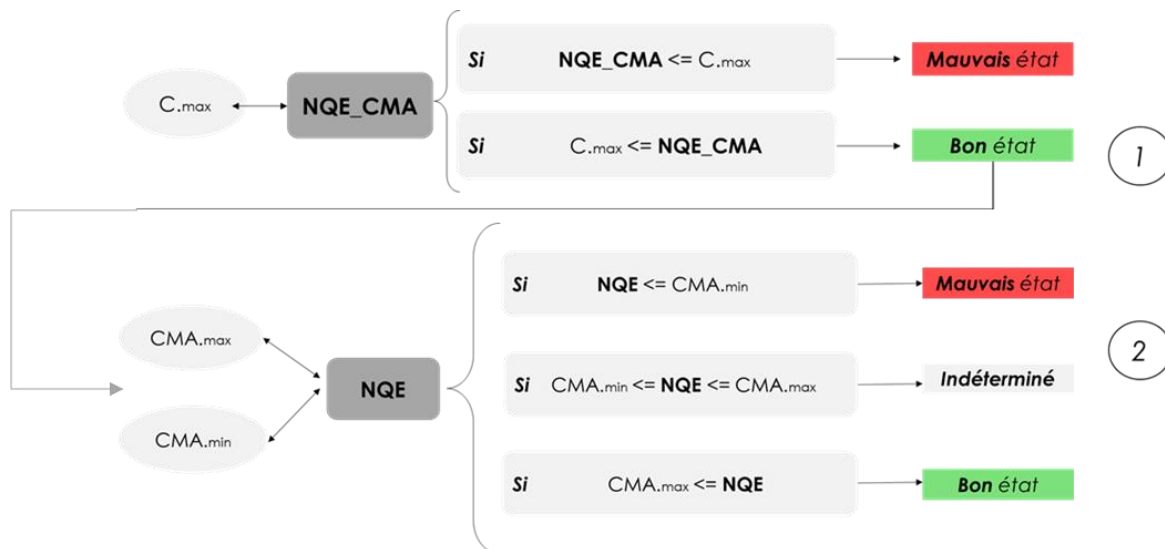 Si NQE_CMA <= C.max
Mauvais état
C.max
NQE_CMA
Si C.max <= NQE_CMA
Bon état
1
Si NQE <= CMA.min
Mauvais état
CMA.max
NQE
Si CMA.min <= NQE <= CMA.max
Indéterminé
2
CMA.min
Si CMA.max <= NQE
Bon état